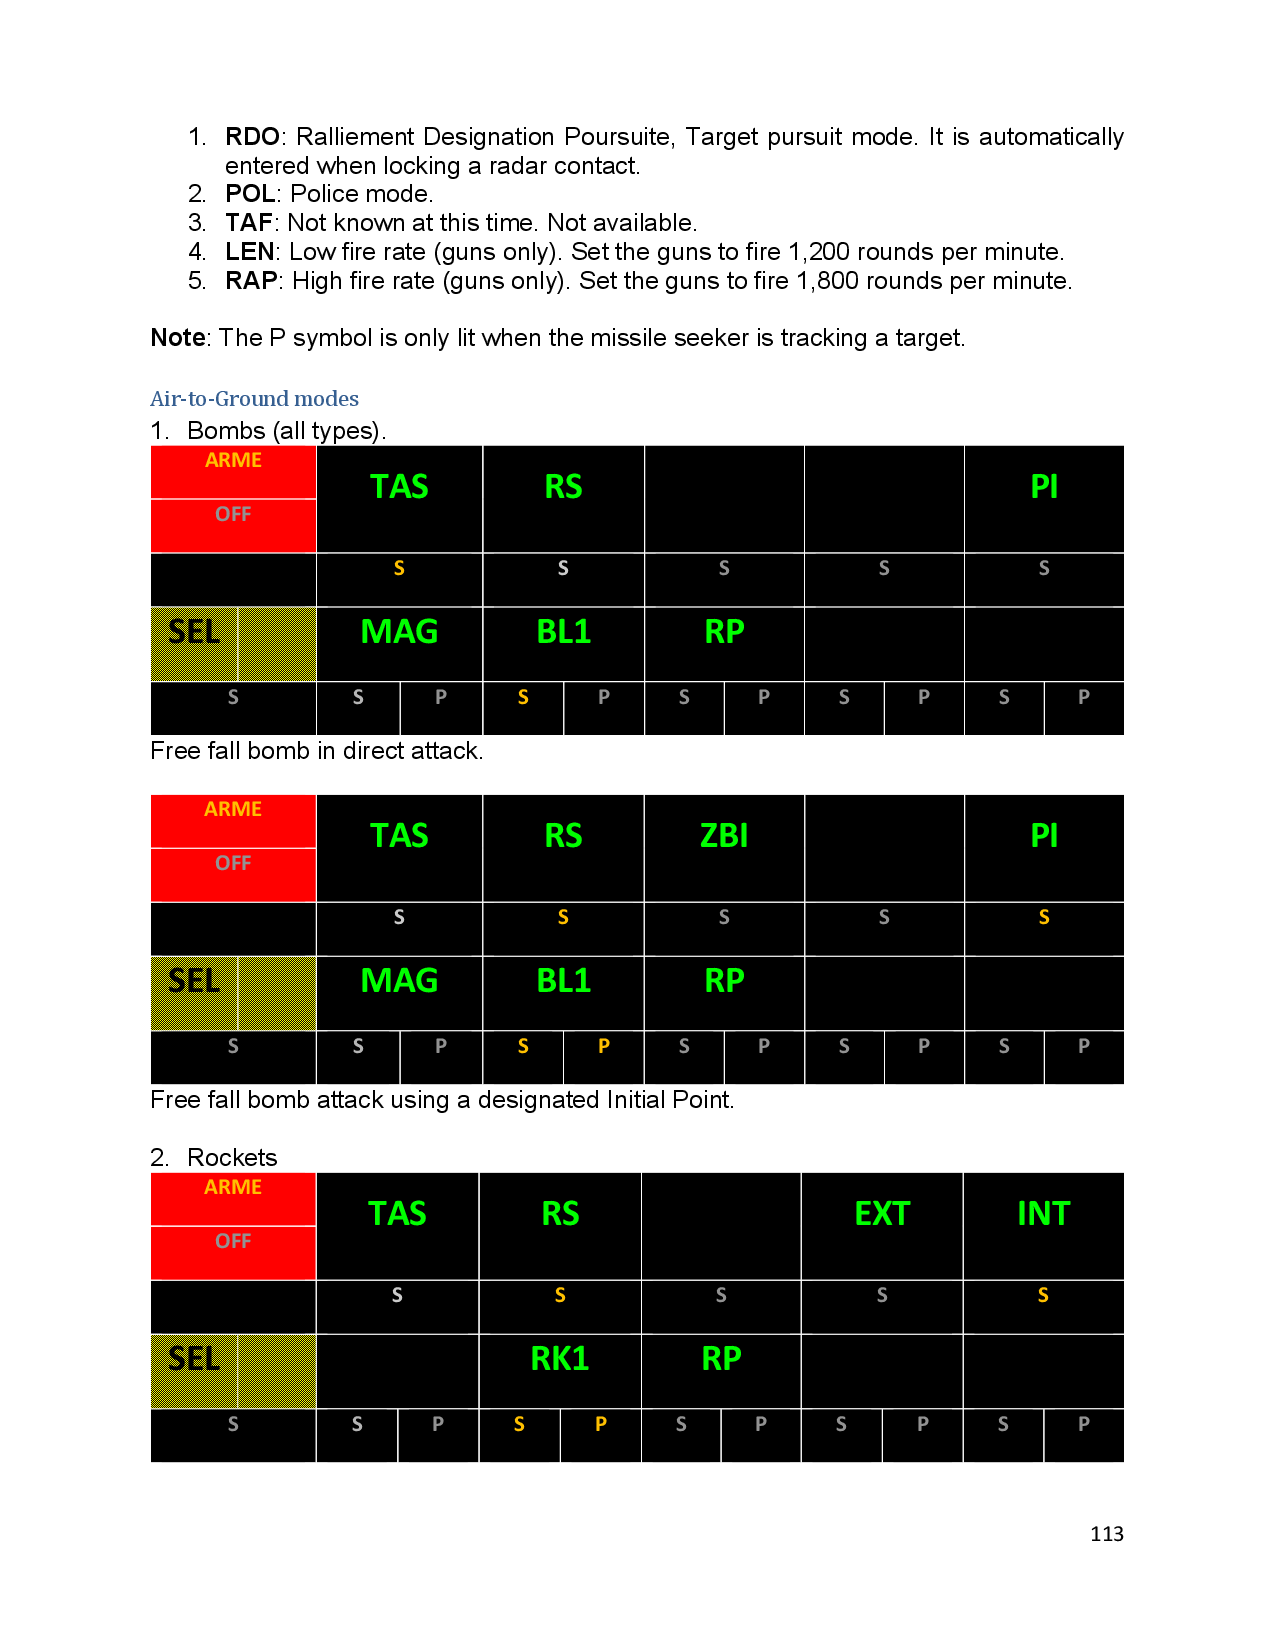 1. RDO: Ralliement Designation Poursuite, Target pursuit mode. It is automatically
entered when locking a radar contact.
2. POL: Police mode.
3. TAF: Not known at this time. Not available.
4. LEN: Low fire rate (guns only). Set the guns to fire 1,200 rounds per minute.
5. RAP: High fire rate (guns only). Set the guns to fire 1,800 rounds per minute.
Note: The P symbol is only lit when the missile seeker is tracking a target.
Air-to-Ground modes
1. Bombs (all types).
ARME
TAS RS PI
OFF
S S S S S
SEL MAG BL1 RP
S S P S P S P S P S P
Free fall bomb in direct attack.
ARME
TAS RS ZBI PI
OFF
S S S S S
SEL MAG BL1 RP
S S P S P S P S P S P
Free fall bomb attack using a designated Initial Point.
2. Rockets
ARME
TAS RS EXT INT
OFF
S S S S S
SEL RK1 RP
S S P S P S P S P S P
113